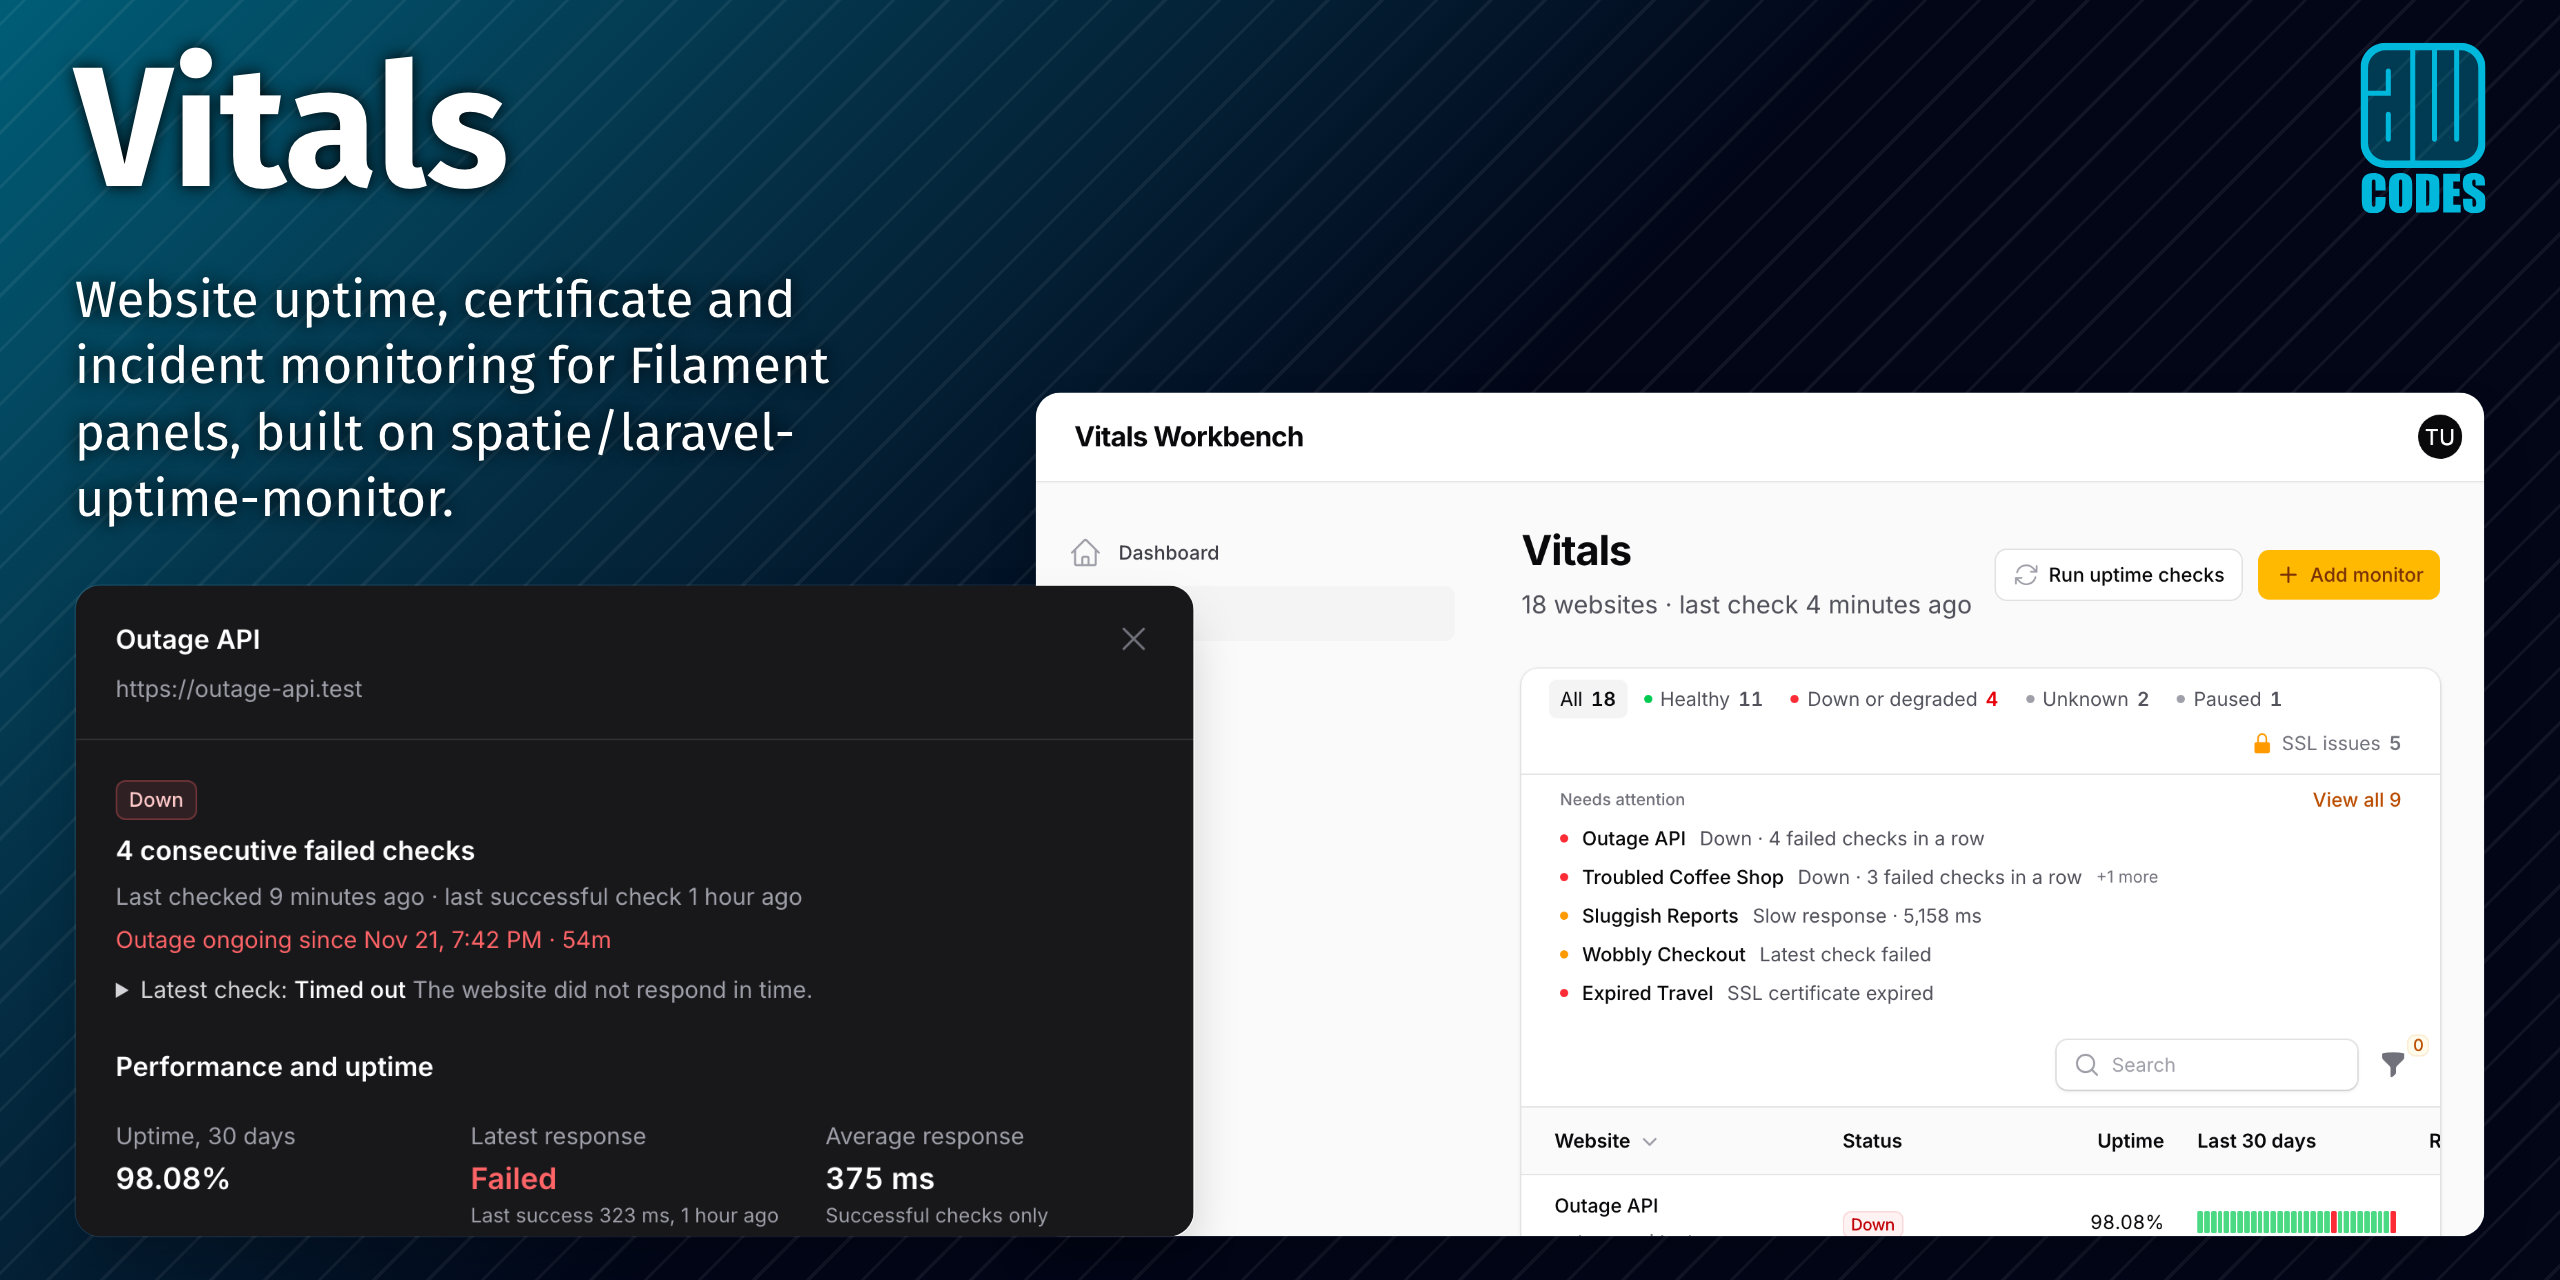 Vitals
aw
CODES
Website uptime, certificate and
incident monitoring for Filament
panels, built on spatie/laravel-
uptime-monitor.
Outage API
https://outage-api.test
Down
4 consecutive failed checks
Last checked 9 minutes ago · last successful check 1 hour ago
Outage ongoing since Nov 21, 7:42 PM · 54m
Latest check: Timed out The website did not respond in time.
Performance and uptime
Uptime, 30 days
98.08%
Latest response
Failed
Last success 323 ms, 1 hour ago
Average response
375 ms
Successful checks only
Vitals Workbench
TU
Dashboard
Vitals
18 websites · last check 4 minutes ago
Run uptime checks
Add monitor
All 18 Healthy 11 Down or degraded 4 Unknown 2 Paused 1
SSL issues 5
Needs attention
View all 9
Outage API Down · 4 failed checks in a row
Troubled Coffee Shop Down · 3 failed checks in a row +1 more
Sluggish Reports Slow response · 5,158 ms
Wobbly Checkout Latest check failed
Expired Travel SSL certificate expired
Search
0
Website Status Uptime Last 30 days
Outage API
Down 98.08%